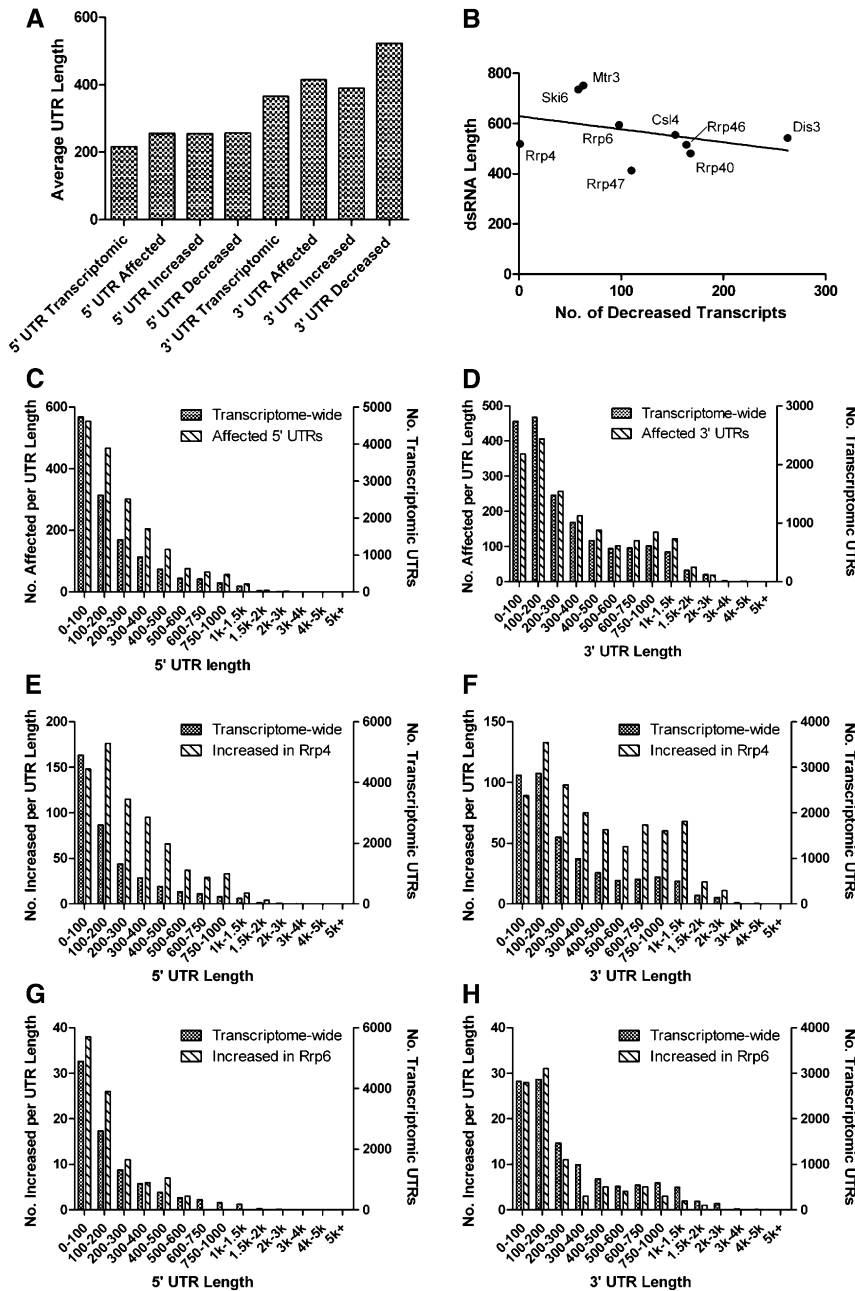 A
Average UTR Length
600
400
200
0
5' UTR Transcriptomic
5' UTR Affected
5' UTR Increased
5' UTR Decreased
3' UTR Transcriptomic
3' UTR Affected
3' UTR Increased
3' UTR Decreased
B
dsRNA Length
800
600
400
200
0
Mtr3
Ski6
Csl4
Rrp46
Dis3
Rrp6
Rrp4
Rrp40
Rrp47
0
100
200
300
No. of Decreased Transcripts
C
No. Affected per UTR Length
600
400
200
0
Transcriptome-wide
Affected 5' UTRs
5000
4000
3000
2000
1000
0
No. Transcriptomic UTRs
0-100
100-200
200-300
300-400
400-500
500-600
600-750
750-1000
1k-1.5k
1.5k-2k
2k-3k
3k-4k
4k-5k
5k+
5' UTR length
D
No. Affected per UTR Length
500
400
300
200
100
0
Transcriptome-wide
Affected 3' UTRs
3000
2000
1000
0
No. Transcriptomic UTRs
0-100
100-200
200-300
300-400
400-500
500-600
600-750
750-1000
1k-1.5k
1.5k-2k
2k-3k
3k-4k
4k-5k
5k+
3' UTR Length
E
No. Increased per UTR Length
200
150
100
50
0
Transcriptome-wide
Increased in Rrp4
6000
4000
2000
0
No. Transcriptomic UTRs
0-100
100-200
200-300
300-400
400-500
500-600
600-750
750-1000
1k-1.5k
1.5k-2k
2k-3k
3k-4k
4k-5k
5k+
5' UTR Length
F
No. Increased per UTR Length
150
100
50
0
Transcriptome-wide
Increased in Rrp4
4000
3000
2000
1000
0
No. Transcriptomic UTRs
0-100
100-200
200-300
300-400
400-500
500-600
600-750
750-1000
1k-1.5k
1.5k-2k
2k-3k
3k-4k
4k-5k
5k+
3' UTR Length
G
No. Increased per UTR Length
40
30
20
10
0
Transcriptome-wide
Increased in Rrp6
6000
4000
2000
0
No. Transcriptomic UTRs
0-100
100-200
200-300
300-400
400-500
500-600
600-750
750-1000
1k-1.5k
1.5k-2k
2k-3k
3k-4k
4k-5k
5k+
5' UTR Length
H
No. Increased per UTR Length
40
30
20
10
0
Transcriptome-wide
Increased in Rrp6
4000
3000
2000
1000
0
No. Transcriptomic UTRs
0-100
100-200
200-300
300-400
400-500
500-600
600-750
750-1000
1k-1.5k
1.5k-2k
2k-3k
3k-4k
4k-5k
5k+
3' UTR Length